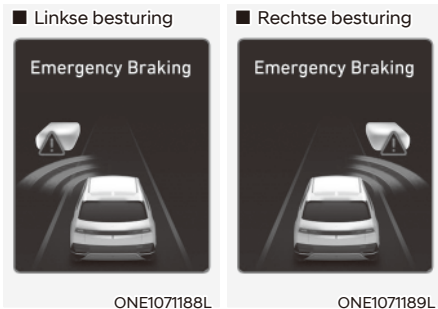 ■ Linkse besturing
Emergency Braking
ONE1071188L
■ Rechtse besturing
Emergency Braking
ONE1071189L